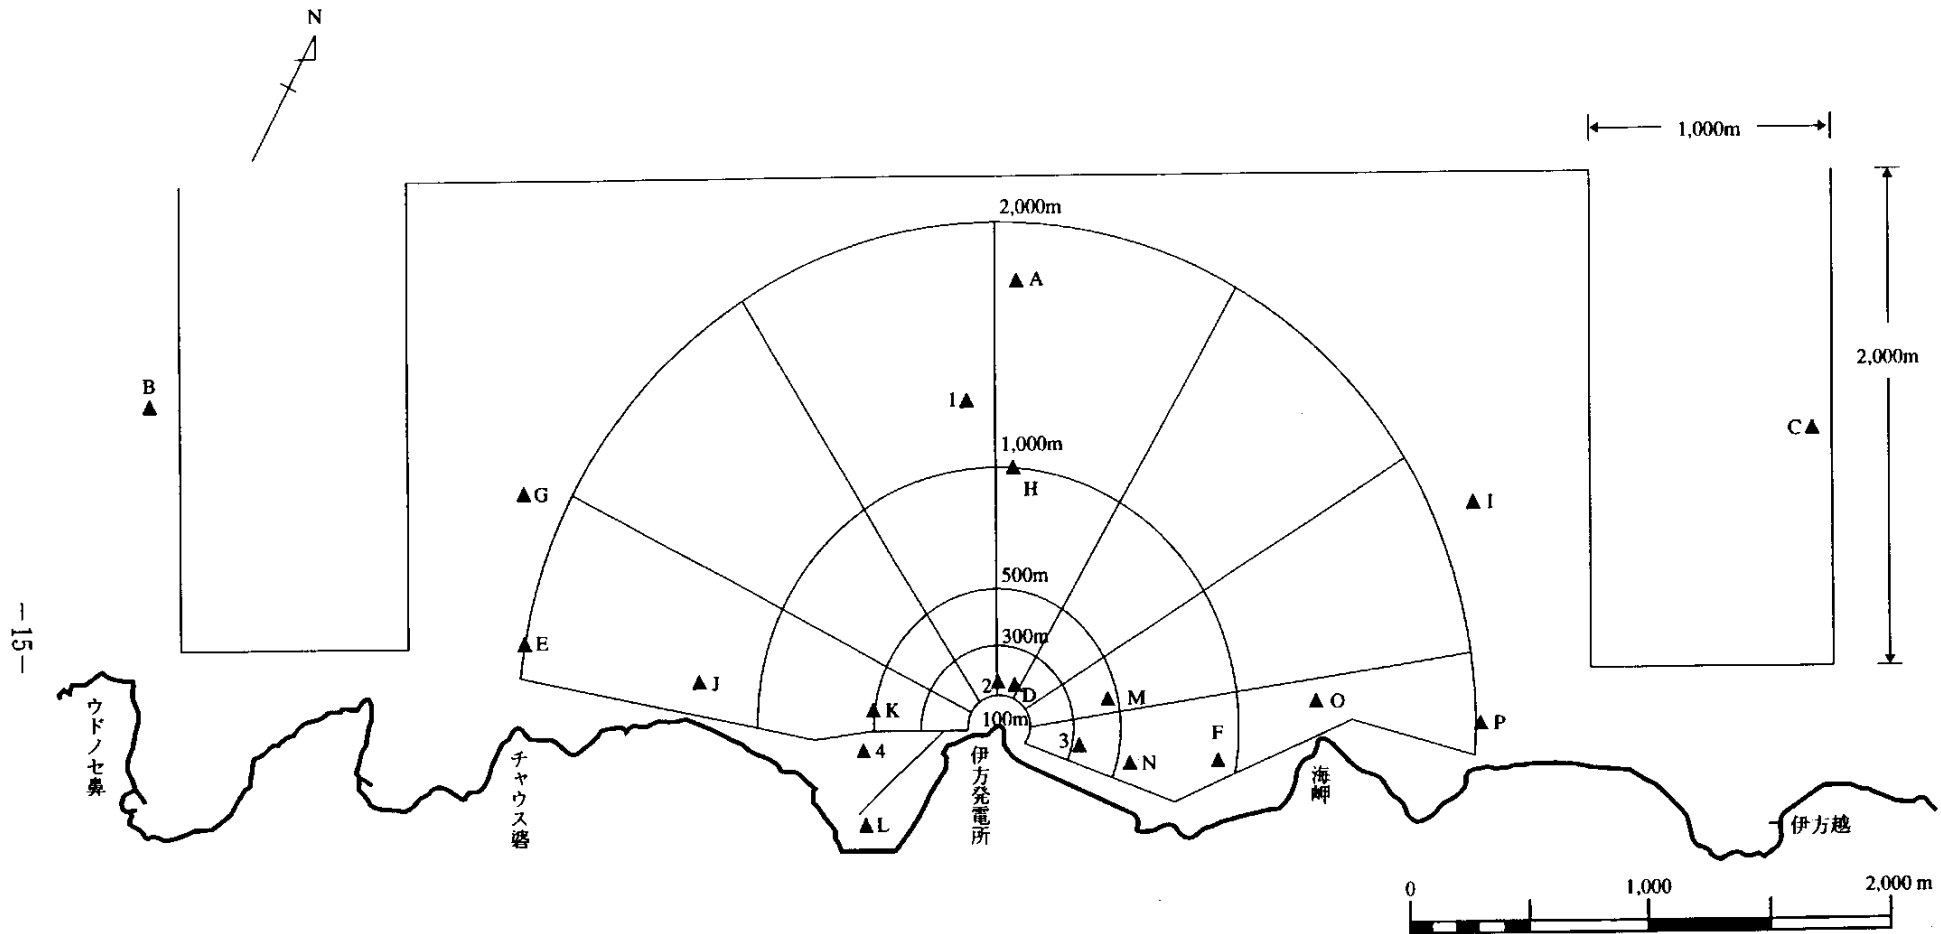 N
1,000m
2,000m
A
B
1
2,000m
C
1,000m
G
H
I
500m
－15－
300m
E
J
2
D
M
O
K
100m
P
F
3
4
N
ウドノセ鼻
チャウス碆
伊方発電所
海岬
L
伊方越
0
1,000
2,000 m